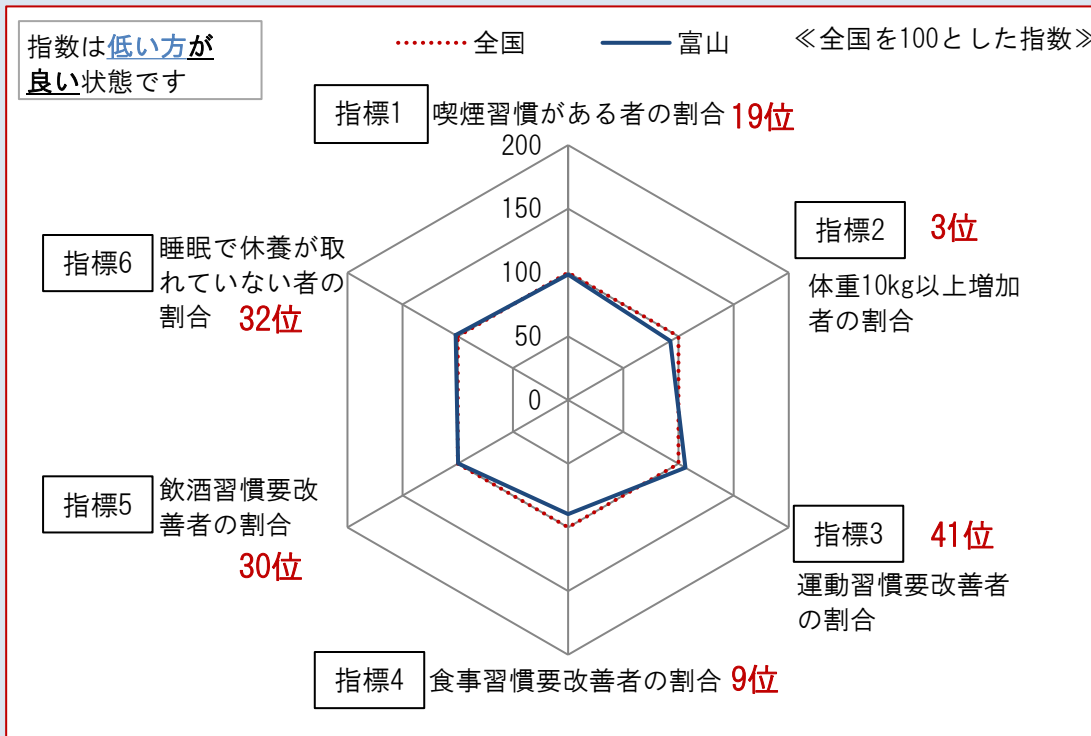 指数は低い方が
良い状態です
全国
富山
≪全国を100とした指数≫
指標1
喫煙習慣がある者の割合 19位
200
150
100
50
0
指標2
3位
体重10kg以上増加
者の割合
指標3
41位
運動習慣要改善者
の割合
指標4
食事習慣要改善者の割合 9位
指標5
飲酒習慣要改
善者の割合
30位
指標6
睡眠で休養が取
れていない者の
割合 32位